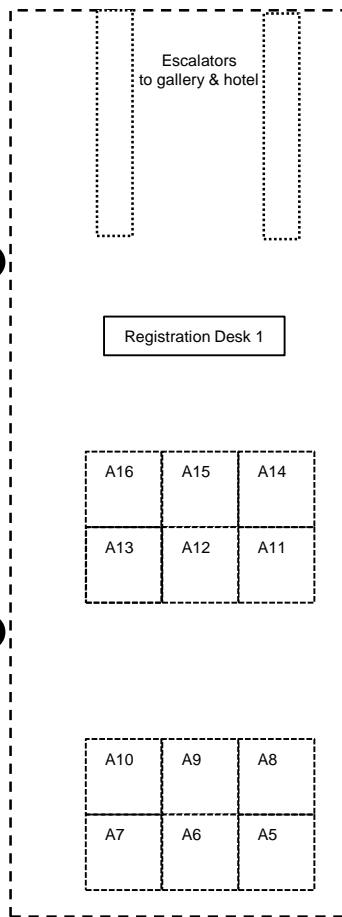 Escalators
to gallery & hotel
Registration Desk 1
A16 A15 A14
A13 A12 A11
A10 A9 A8
A7 A6 A5